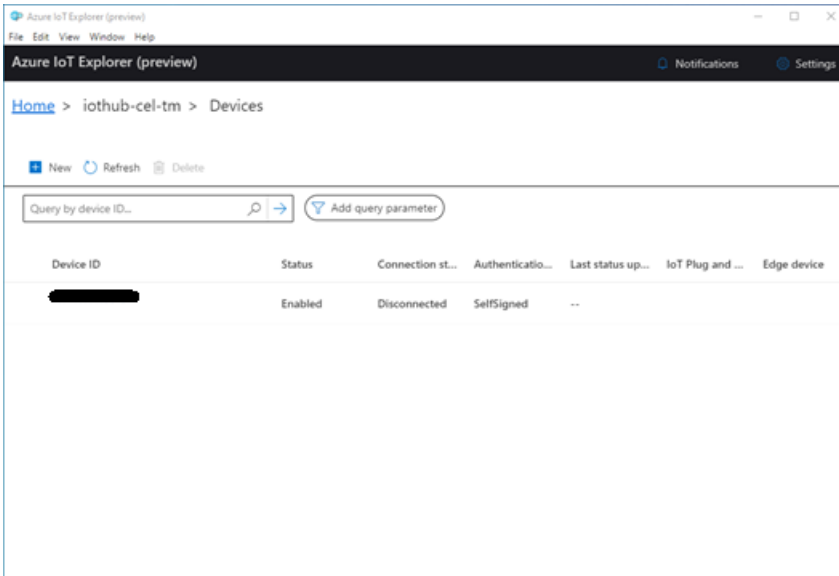 Azure IoT Explorer (preview)
File Edit View Window Help
Azure IoT Explorer (preview) Notifications Settings
Home > iothub-cel-tm > Devices
New Refresh Delete
Query by device ID... Add query parameter
Device ID Status Connection st... Authenticatio... Last status up... IoT Plug and ... Edge device
Enabled Disconnected SelfSigned --